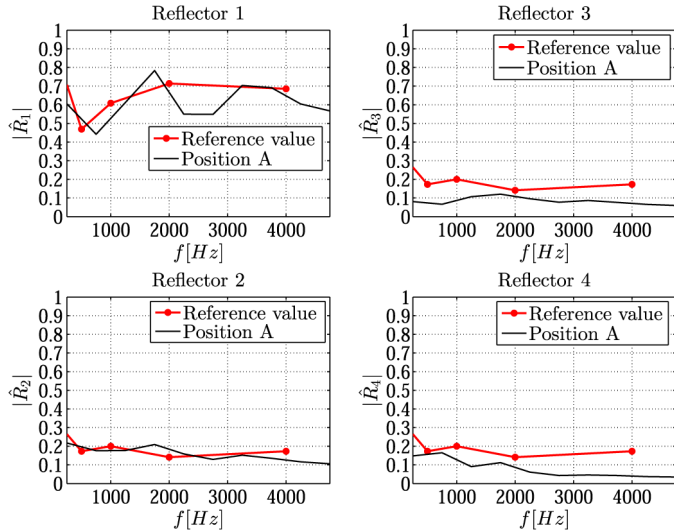 Reflector 1
1
0.9
0.8
0.7
0.6
0.5
0.4
0.3
0.2
0.1
0
|R̂₁|
Reference value
Position A
1000 2000 3000 4000
f[Hz]
Reflector 3
1
0.9
0.8
0.7
0.6
0.5
0.4
0.3
0.2
0.1
0
|R̂₃|
Reference value
Position A
1000 2000 3000 4000
f[Hz]
Reflector 2
1
0.9
0.8
0.7
0.6
0.5
0.4
0.3
0.2
0.1
0
|R̂₂|
Reference value
Position A
1000 2000 3000 4000
f[Hz]
Reflector 4
1
0.9
0.8
0.7
0.6
0.5
0.4
0.3
0.2
0.1
0
|R̂₄|
Reference value
Position A
1000 2000 3000 4000
f[Hz]